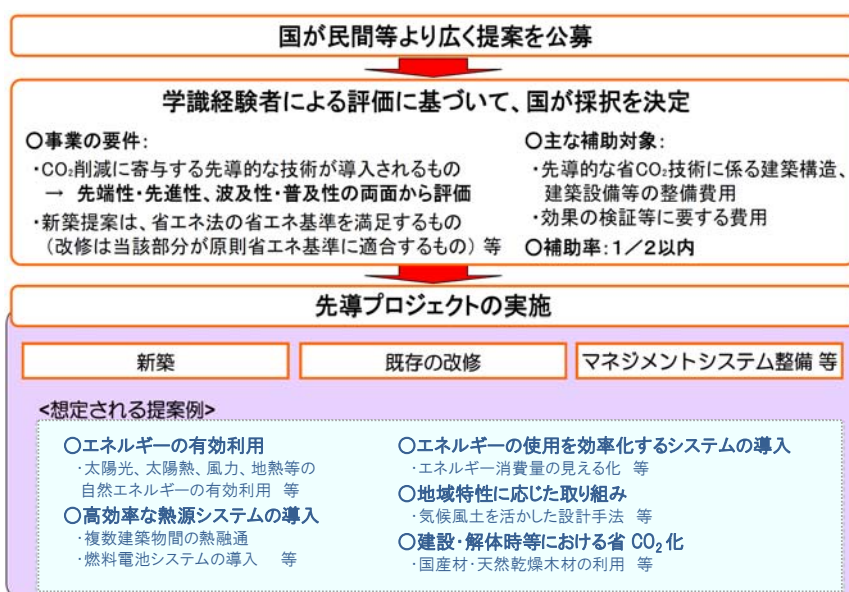 国が民間等より広く提案を公募
学識経験者による評価に基づいて、国が採択を決定
〇事業の要件:
・CO₂削減に寄与する先導的な技術が導入されるもの
→ 先端性・先進性、波及性・普及性の両面から評価
・新築提案は、省エネ法の省エネ基準を満足するもの
(改修は当該部分が原則省エネ基準に適合するもの) 等
〇主な補助対象:
・先導的な省CO₂技術に係る建築構造、
建築設備等の整備費用
・効果の検証等に要する費用
〇補助率:1/2以内
先導プロジェクトの実施
新築
既存の改修
マネジメントシステム整備 等
<想定される提案例>
〇エネルギーの有効利用
・太陽光、太陽熱、風力、地熱等の
自然エネルギーの有効利用 等
〇高効率な熱源システムの導入
・複数建築物間の熱融通
・燃料電池システムの導入 等
〇エネルギーの使用を効率化するシステムの導入
・エネルギー消費量の見える化 等
〇地域特性に応じた取り組み
・気候風土を活かした設計手法 等
〇建設・解体時等における省 CO₂ 化
・国産材・天然乾燥木材の利用 等